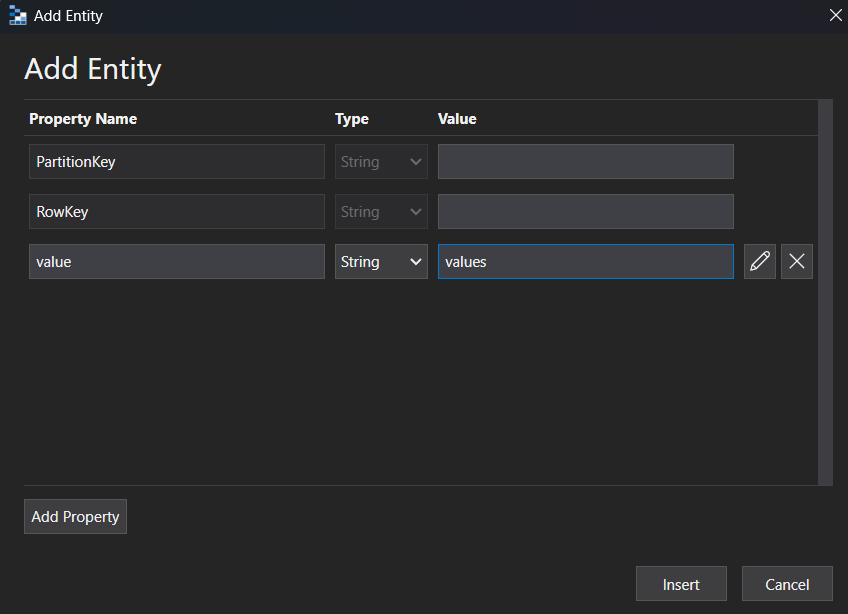 Add Entity
Add Entity
Property Name Type Value
PartitionKey String
RowKey String
value String values
Add Property
Insert Cancel